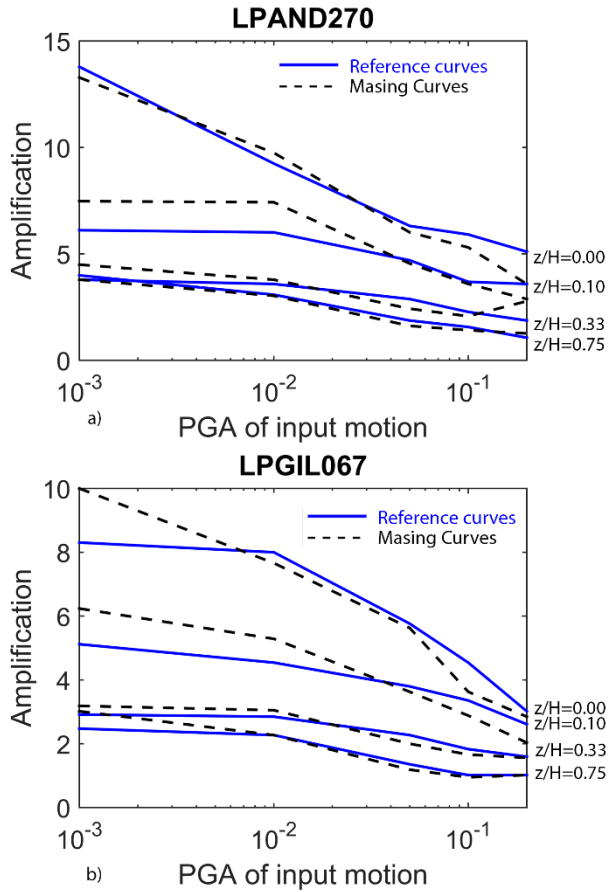 LPAND270
15
Reference curves
Masing Curves
10
Amplification
5
z/H=0.00
z/H=0.10
z/H=0.33
z/H=0.75
0
10⁻³
10⁻²
10⁻¹
a)
PGA of input motion
LPGIL067
10
Reference curves
Masing Curves
8
6
Amplification
4
z/H=0.00
z/H=0.10
2
z/H=0.33
z/H=0.75
0
10⁻³
10⁻²
10⁻¹
b)
PGA of input motion